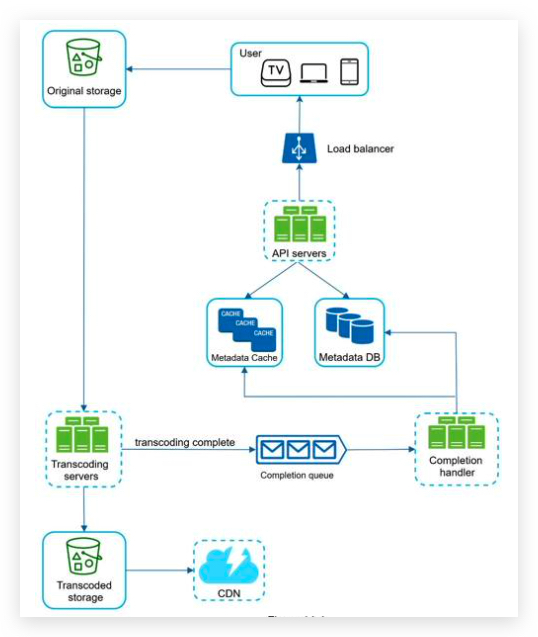 User
TV
Original storage
Load balancer
API servers
CACHE
CACHE
CACHE
Metadata Cache
Metadata DB
transcoding complete
Transcoding
servers
Completion queue
Completion
handler
Transcoded
storage
CDN